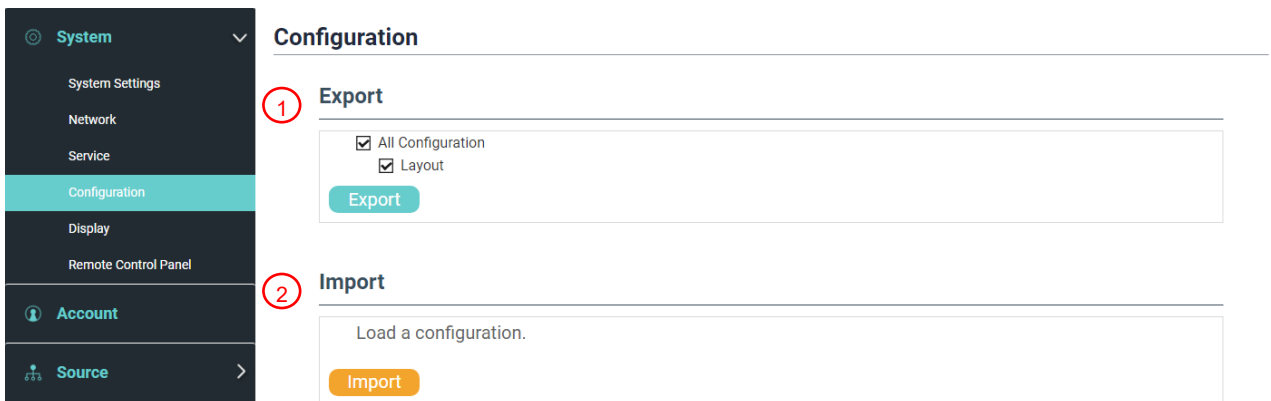 System
System Settings
Network
Service
Configuration
Display
Remote Control Panel
Account
Source
Configuration
1
Export
All Configuration
Layout
Export
2
Import
Load a configuration.
Import